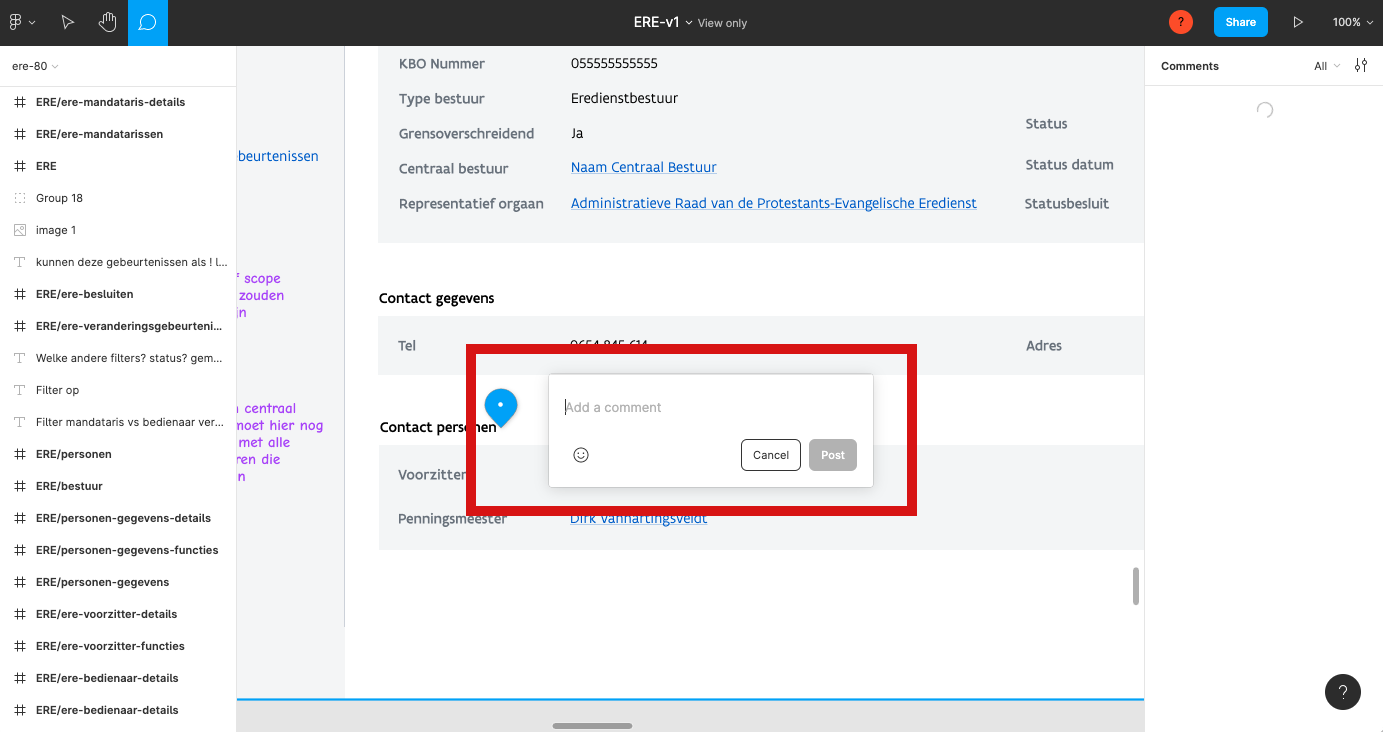 ERE-v1 View only
?
Share
100%
ere-80
ERE/ere-mandataris-details
ERE/ere-mandatarissen
ERE
Group 18
image 1
kunnen deze gebeurtenissen als ! l...
ERE/ere-besluiten
ERE/ere-veranderingsgebeurteni...
Welke andere filters? status? gem...
Filter op
Filter mandataris vs bedienaar ver...
ERE/personen
ERE/bestuur
ERE/personen-gegevens-details
ERE/personen-gegevens-functies
ERE/personen-gegevens
ERE/ere-voorzitter-details
ERE/ere-voorzitter-functies
ERE/ere-bedienaar-details
ERE/ere-bedienaar-details
ebeurtenissen
f scope
zouden
jn
n centraal
moet hier nog
met alle
ren die
n
KBO Nummer 055555555555
Type bestuur Eredienstbestuur
Grensoverschreidend Ja
Centraal bestuur Naam Centraal Bestuur
Representatief orgaan Administratieve Raad van de Protestants-Evangelische Eredienst
Status
Status datum
Statusbesluit
Contact gegevens
Tel 0654 845 614
Adres
Contact personen
Voorzitter
Penningsmeester Dirk Vanhartingsveldt
Add a comment
Cancel Post
Comments All
?